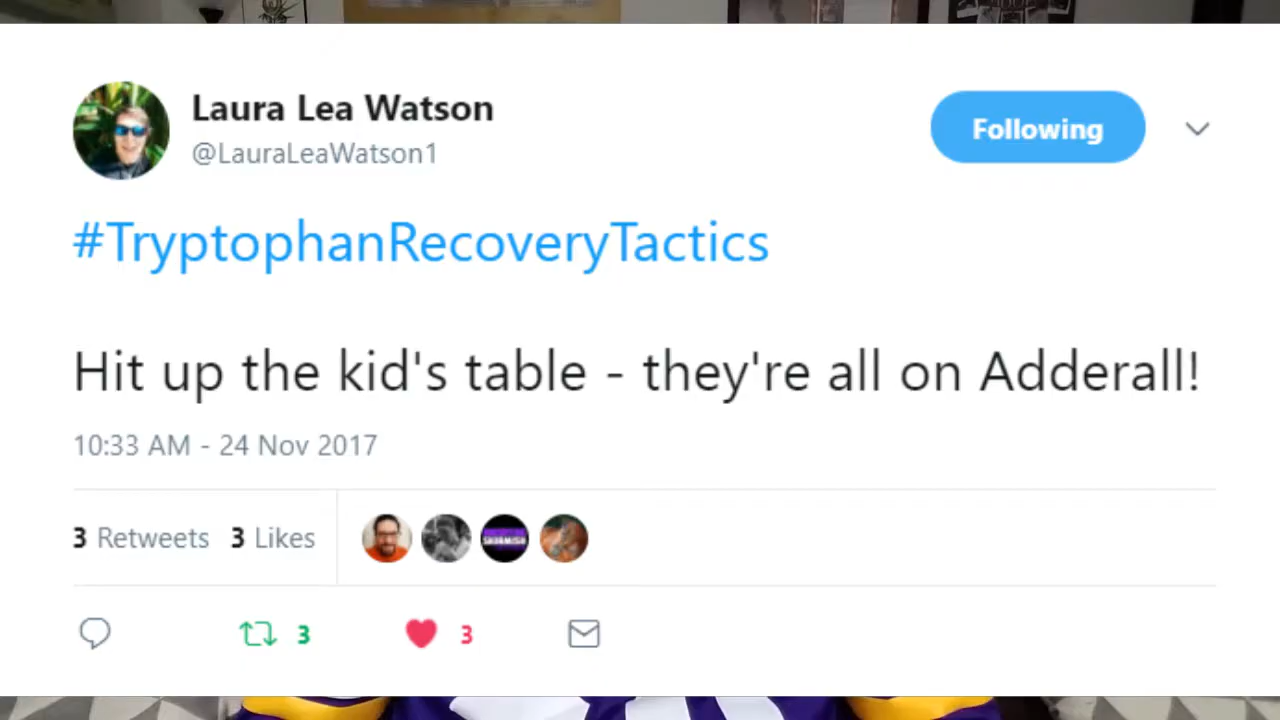 Laura Lea Watson
@LauraLeaWatson1
Following
#TryptophanRecoveryTactics
Hit up the kid's table - they're all on Adderall!
10:33 AM - 24 Nov 2017
3 Retweets 3 Likes
3 3